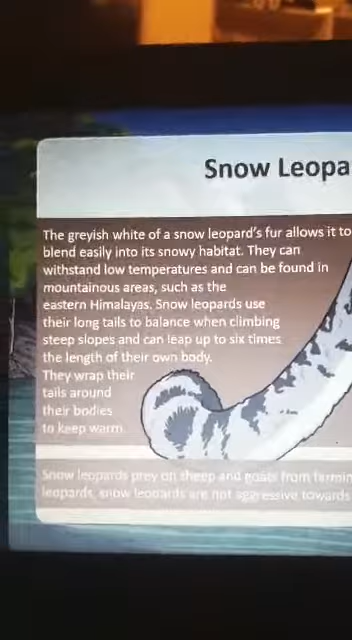 Snow Leopa
The greyish white of a snow leopard's fur allows it to
blend easily into its snowy habitat. They can
withstand low temperatures and can be found in
mountainous areas, such as the
eastern Himalayas. Snow leopards use
their long tails to balance when climbing
steep slopes and can leap up to six times
the length of their own body.
They wrap their
tails around
their bodies
to keep warm.
Snow leopards prey on sheep and goats from farmin
leopards, snow leopards are not aggressive towards